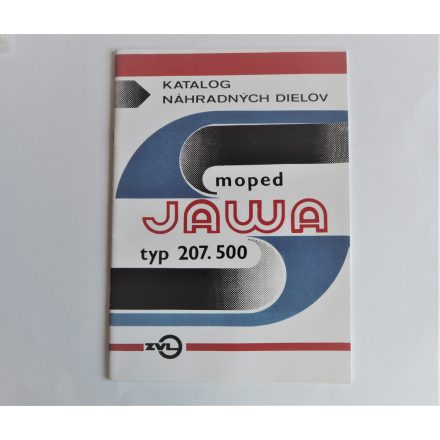 KATALOG
NÁHRADNÝCH DIELOV
moped
JAWA
typ 207.500
ZVL